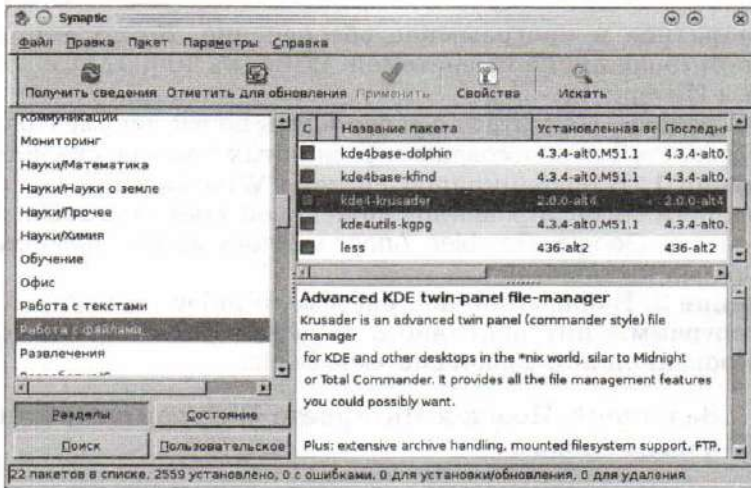 Synaptic
Файл Правка Пакет Параметры Справка
Получить сведения Отметить для обновления Применить Свойства Искать
Коммуникации
Мониторинг
Науки/Математика
Науки/Науки о земле
Науки/Прочее
Науки/Химия
Обучение
Офис
Работа с текстами
Работа с файлами
Развлечения
С Название пакета Установленная ве Последня
kde4base-dolphin 4.3.4-alt0.M51.1 4.3.4-alt0.
kde4base-kfind 4.3.4-alt0.M51.1 4.3.4-alt0.
kde4-krusader 2.0.0-alt4 2.0.0-alt4
kde4utils-kgpg 4.3.4-alt0.M51.1 4.3.4-alt0.
less 436-alt2 436-alt2
Advanced KDE twin-panel file-manager
Krusader is an advanced twin panel (commander style) file
manager
for KDE and other desktops in the *nix world, silar to Midnight
or Total Commander. It provides all the file management features
you could possibly want.
Plus: extensive archive handling, mounted filesystem support, FTP,
Разделы Состояние
Поиск Пользовательское
22 пакетов в списке, 2559 установлено, 0 с ошибками, 0 для установки/обновления, 0 для удаления